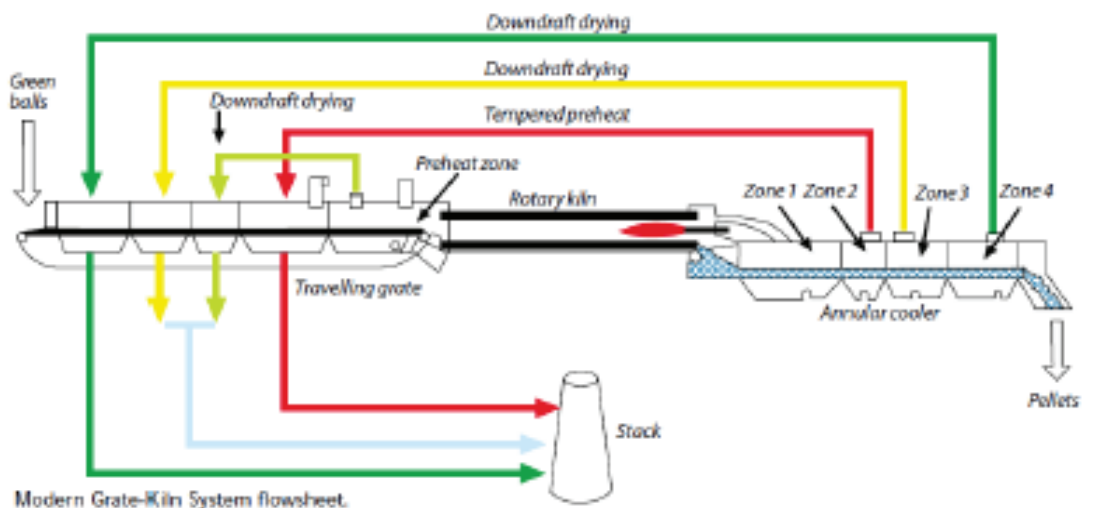 Downdraft drying
Green
balls
Downdraft drying
Downdraft drying
Tempered preheat
Preheat zone
Rotary kiln
Zone 1 Zone 2
Zone 3
Zone 4
Travelling grate
Annular cooler
Pellets
Stack
Modern Grate-Kiln System flowsheet.